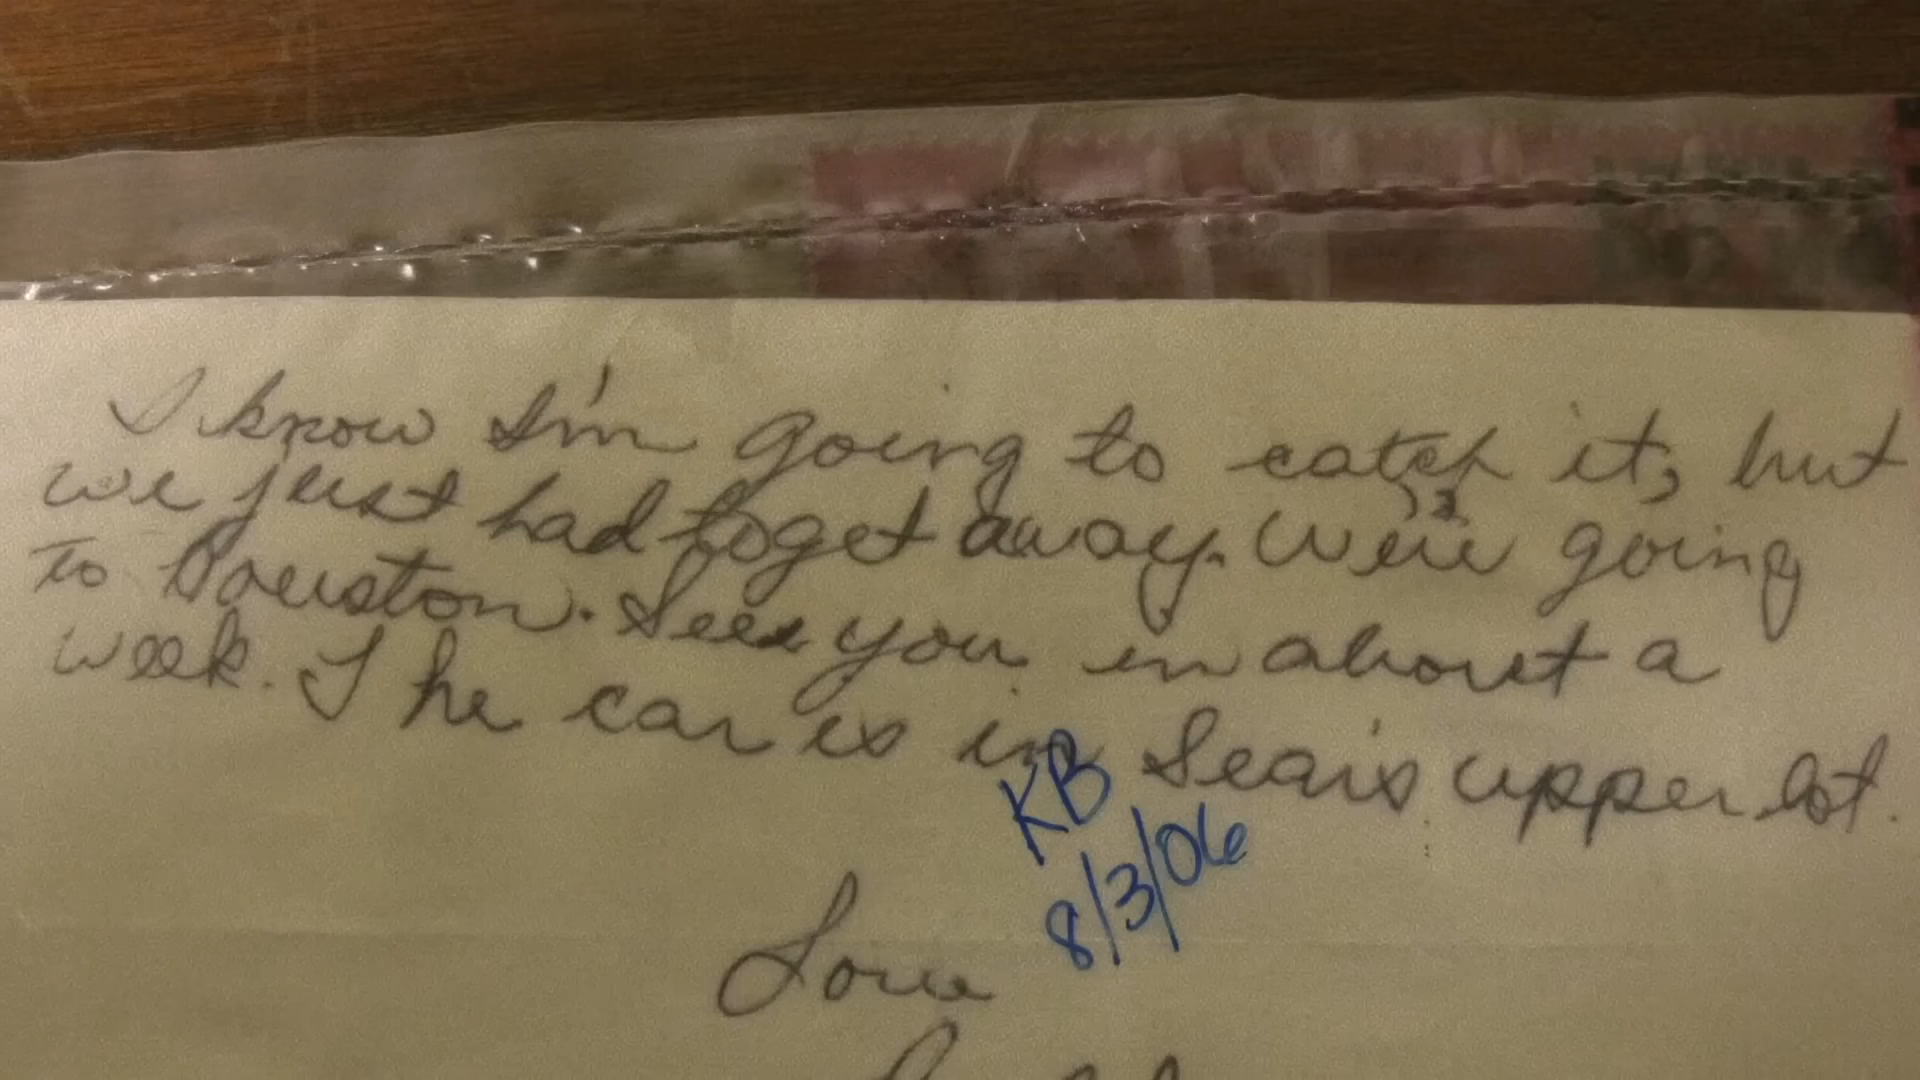 I know I'm going to catch it, but
we just had to get away. We're going
to Houston. See you in about a
week. The car is in Sears upper lot.
KB
8/3/06
Love